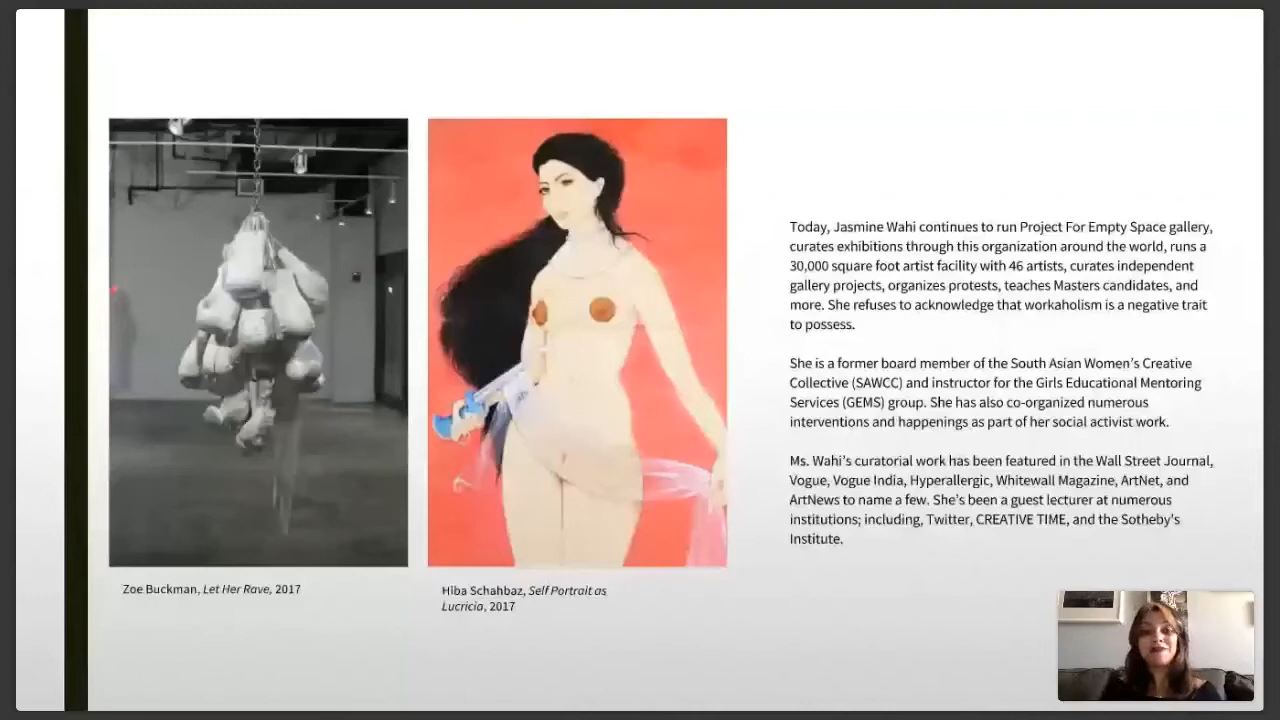 Today, Jasmine Wahi continues to run Project For Empty Space gallery,
curates exhibitions through this organization around the world, runs a
30,000 square foot artist facility with 46 artists, curates independent
gallery projects, organizes protests, teaches Masters candidates, and
more. She refuses to acknowledge that workaholism is a negative trait
to possess.
She is a former board member of the South Asian Women's Creative
Collective (SAWCC) and instructor for the Girls Educational Mentoring
Services (GEMS) group. She has also co-organized numerous
interventions and happenings as part of her social activist work.
Ms. Wahi's curatorial work has been featured in the Wall Street Journal,
Vogue, Vogue India, Hyperallergic, Whitewall Magazine, ArtNet, and
ArtNews to name a few. She's been a guest lecturer at numerous
institutions; including, Twitter, CREATIVE TIME, and the Sotheby's
Institute.
Zoe Buckman, Let Her Rave, 2017
Hiba Schahbaz, Self Portrait as
Lucricia, 2017